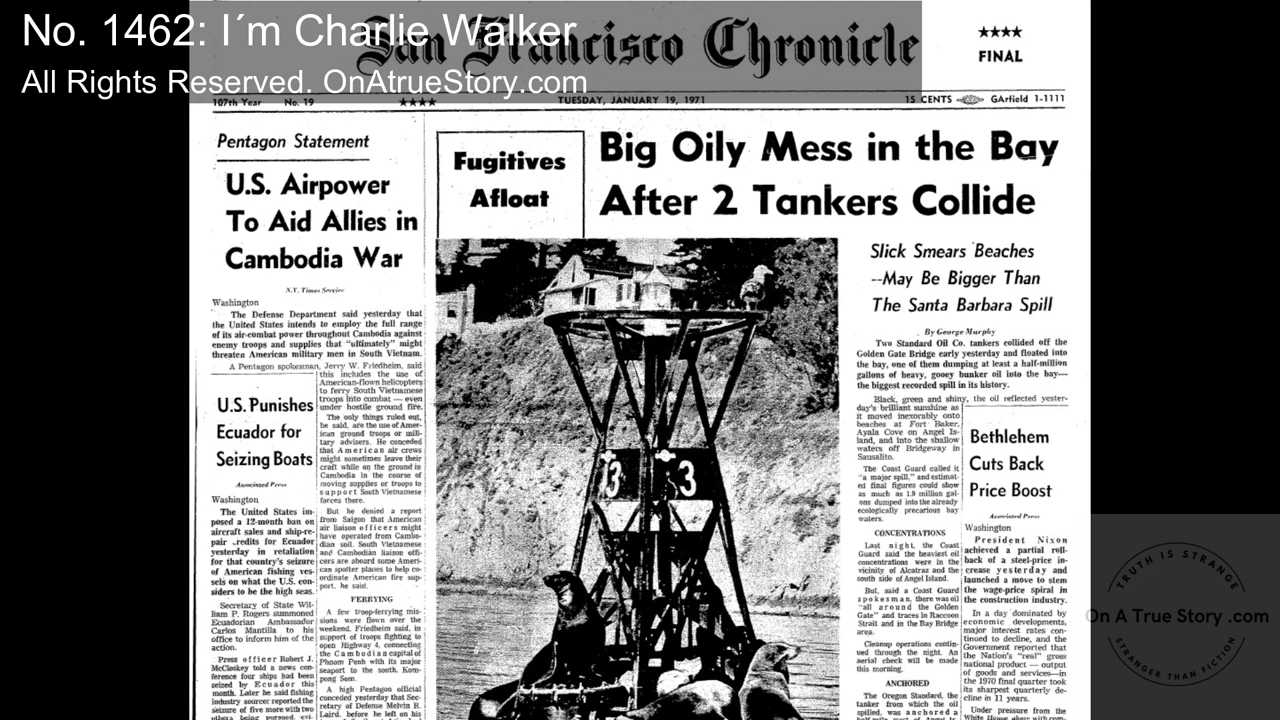 No. 1462: I´m Charlie Walker
All Rights Reserved. OnAtrueStory.com
San Francisco Chronicle
★★★★
FINAL
107th Year No. 19 ★★★★ TUESDAY, JANUARY 19, 1971 15 CENTS GArfield 1-1111
Pentagon Statement
U.S. Airpower
To Aid Allies in
Cambodia War
N.Y. Times Service
Washington
The Defense Department said yesterday that
the United States intends to employ the full range
of its air-combat power throughout Cambodia against
enemy troops and supplies that "ultimately" might
threaten American military men in South Vietnam.
A Pentagon spokesman, Jerry W. Friedheim, said
this includes the use of
American-flown helicopters
to ferry South Vietnamese
troops into combat — even
under hostile ground fire.
The only things ruled out,
he said, are the use of Amer-
ican ground troops or mili-
tary advisers. He conceded
that American air crews
might sometimes leave their
craft while on the ground in
Cambodia in the course of
moving supplies or troops to
support South Vietnamese
forces there.
But he denied a report
from Saigon that American
air liaison officers might
have operated from Cambo-
dian soil. South Vietnamese
and Cambodian liaison offi-
cers are aboard some Ameri-
can spotter planes to help co-
ordinate American fire sup-
port, he said.
FERRYING
A few troop-ferrying mis-
sions were flown over the
weekend, Friedheim said, in
support of troops fighting to
open Highway 4, connecting
the Cambodian capital of
Phnom Penh with its major
seaport to the south, Kom-
pong Som.
A high Pentagon official
conceded yesterday that Sec-
retary of Defense Melvin R.
Laird, before he left on his
U.S. Punishes
Ecuador for
Seizing Boats
Associated Press
Washington
The United States im-
posed a 12-month ban on
aircraft sales and ship-re-
pair credits for Ecuador
yesterday in retaliation
for that country's seizure
of American fishing ves-
sels on what the U.S. con-
siders to be the high seas.
Secretary of State Wil-
liam P. Rogers summoned
Ecuadorian Ambassador
Carlos Mantilla to his
office to inform him of the
action.
Press officer Robert J.
McCloskey told a news con-
ference four ships had been
seized by Ecuador this
month. Later he said fishing
industry sources reported the
seizure of five more with two
others being pursued, evi-
Fugitives
Afloat
3 3
Big Oily Mess in the Bay
After 2 Tankers Collide
Slick Smears Beaches
--May Be Bigger Than
The Santa Barbara Spill
By George Murphy
Two Standard Oil Co. tankers collided off the
Golden Gate Bridge early yesterday and floated into
the bay, one of them dumping at least a half-million
gallons of heavy, gooey bunker oil into the bay—
the biggest recorded spill in its history.
Black, green and shiny, the oil reflected yester-
day's brilliant sunshine as
it moved inexorably onto
beaches at Fort Baker,
Ayala Cove on Angel Is-
land, and into the shallow
waters off Bridgeway in
Sausalito.
The Coast Guard called it
"a major spill," and estimat-
ed final figures could show
as much as 1.9 million gal-
ons dumped into the already
ecologically precarious bay
waters.
CONCENTRATIONS
Last night, the Coast
Guard said the heaviest oil
concentrations were in the
vicinity of Alcatraz and the
south side of Angel Island.
But, said a Coast Guard
spokesman, there was oil
"all around the Golden
Gate" and traces in Raccoon
Strait and in the Bay Bridge
area.
Cleanup operations contin-
ued through the night. An
aerial check will be made
this morning.
ANCHORED
The Oregon Standard, the
tanker from which the oil
spilled, was anchored a
Bethlehem
Cuts Back
Price Boost
Associated Press
Washington
President Nixon
achieved a partial roll-
back of a steel-price in-
crease yesterday and
launched a move to stem
the wage-price spiral in
the construction industry.
In a day dominated by
economic developments,
major interest rates con-
tinued to decline, and the
Government reported that
the Nation's "real" gross
national product — output
of goods and services—in
the 1970 final quarter took
its sharpest quarterly de-
cline in 11 years.
Under pressure from the
White House along with com-
TRUTH IS STRANGE
On A True Story .com
STRANGER THAN FICTION